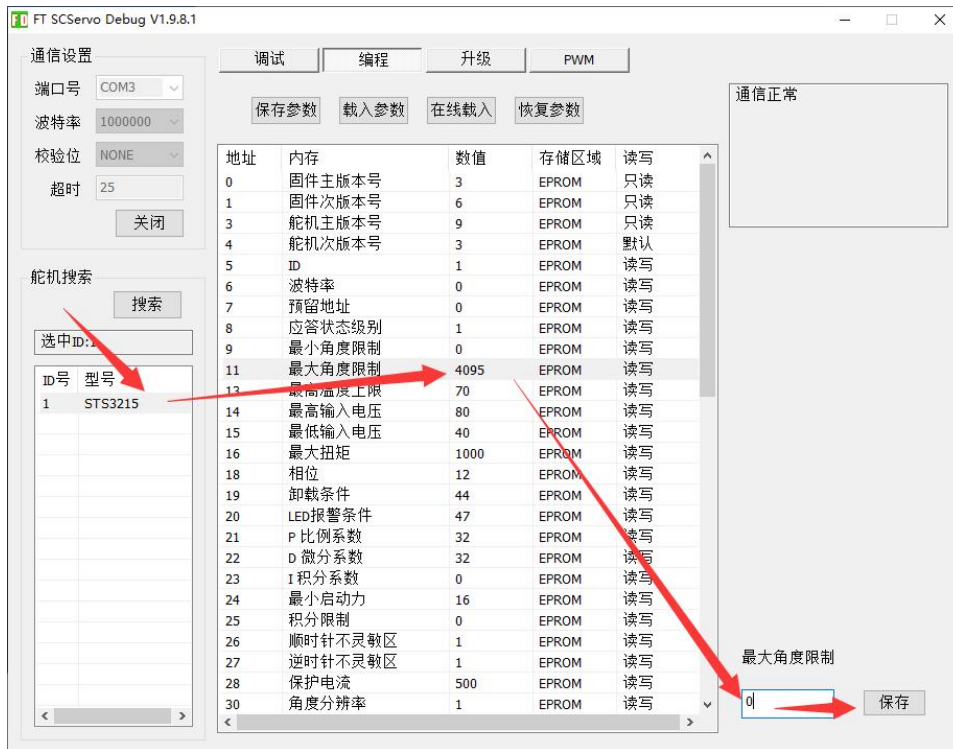 FT SCServo Debug V1.9.8.1
通信设置
端口号 COM3
波特率 1000000
校验位 NONE
超时 25
关闭
舵机搜索
搜索
选中ID:1
ID号 型号
1 STS3215
调试 编程 升级 PWM
保存参数 载入参数 在线载入 恢复参数
地址 内存 数值 存储区域 读写
0 固件主版本号 3 EPROM 只读
1 固件次版本号 6 EPROM 只读
3 舵机主版本号 9 EPROM 只读
4 舵机次版本号 3 EPROM 默认
5 ID 1 EPROM 读写
6 波特率 0 EPROM 读写
7 预留地址 0 EPROM 读写
8 应答状态级别 1 EPROM 读写
9 最小角度限制 0 EPROM 读写
11 最大角度限制 4095 EPROM 读写
13 最高温度上限 70 EPROM 读写
14 最高输入电压 80 EPROM 读写
15 最低输入电压 40 EPROM 读写
16 最大扭矩 1000 EPROM 读写
18 相位 12 EPROM 读写
19 卸载条件 44 EPROM 读写
20 LED报警条件 47 EPROM 读写
21 P 比例系数 32 EPROM 读写
22 D 微分系数 32 EPROM 读写
23 I 积分系数 0 EPROM 读写
24 最小启动力 16 EPROM 读写
25 积分限制 0 EPROM 读写
26 顺时针不灵敏区 1 EPROM 读写
27 逆时针不灵敏区 1 EPROM 读写
28 保护电流 500 EPROM 读写
30 角度分辨率 1 EPROM 读写
通信正常
最大角度限制
0 保存